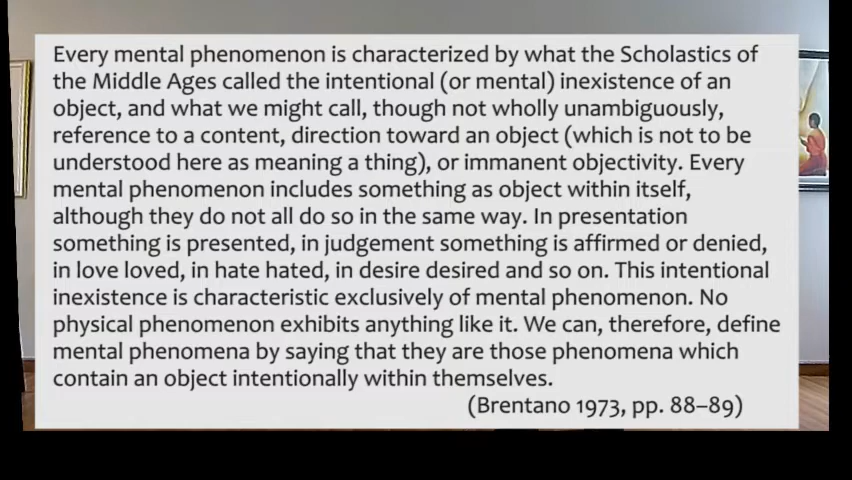 Every mental phenomenon is characterized by what the Scholastics of
the Middle Ages called the intentional (or mental) inexistence of an
object, and what we might call, though not wholly unambiguously,
reference to a content, direction toward an object (which is not to be
understood here as meaning a thing), or immanent objectivity. Every
mental phenomenon includes something as object within itself,
although they do not all do so in the same way. In presentation
something is presented, in judgement something is affirmed or denied,
in love loved, in hate hated, in desire desired and so on. This intentional
inexistence is characteristic exclusively of mental phenomenon. No
physical phenomenon exhibits anything like it. We can, therefore, define
mental phenomena by saying that they are those phenomena which
contain an object intentionally within themselves.
(Brentano 1973, pp. 88–89)